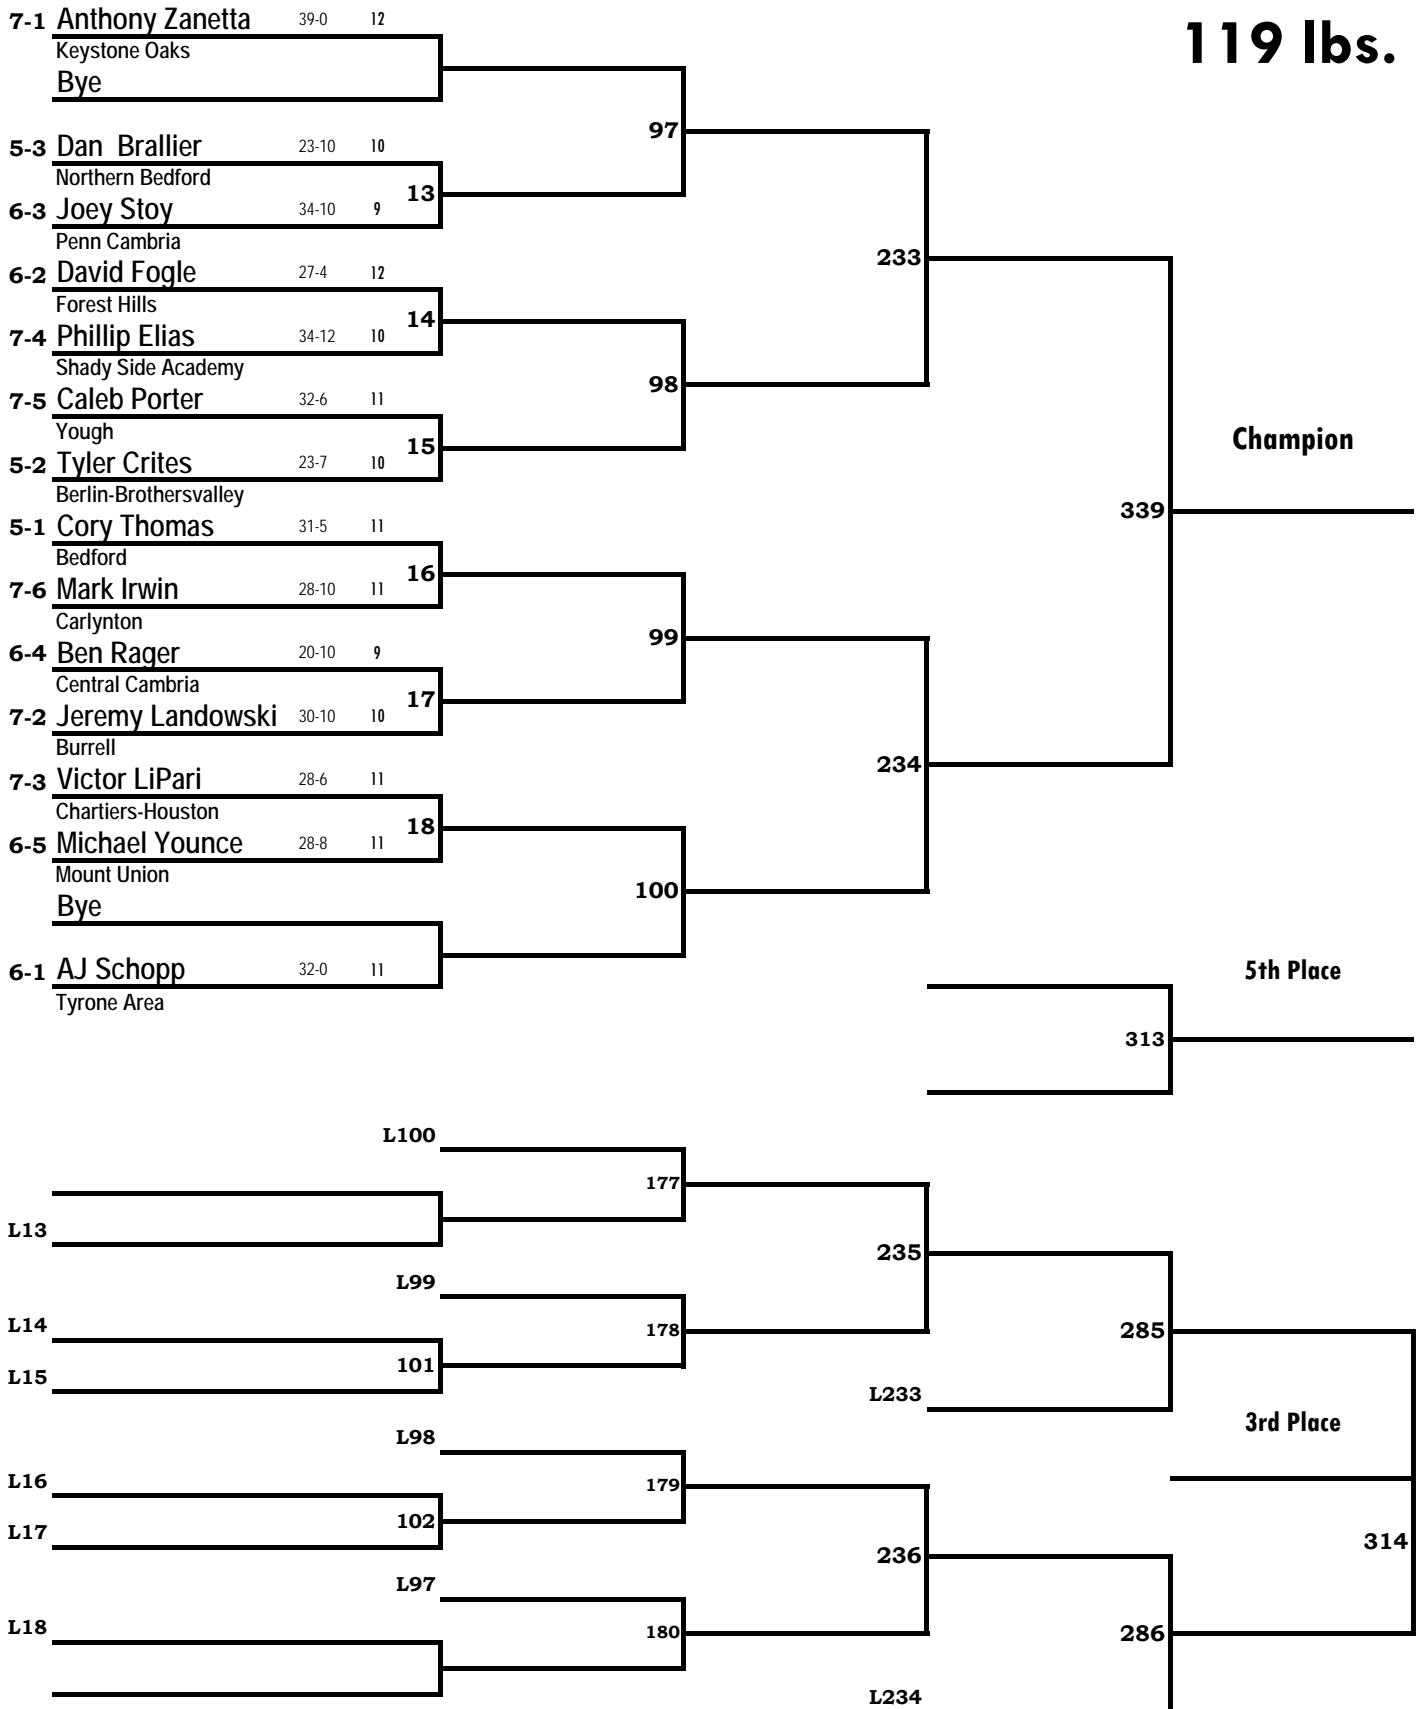 7-1 Anthony Zanetta 39-0 12
119 lbs.
Keystone Oaks
Bye
97
5-3 Dan Brallier 23-10 10
Northern Bedford
13
6-3 Joey Stoy 34-10 9
Penn Cambria
233
6-2 David Fogle 27-4 12
Forest Hills
14
7-4 Phillip Elias 34-12 10
Shady Side Academy
98
7-5 Caleb Porter 32-6 11
Yough
Champion
15
5-2 Tyler Crites 23-7 10
Berlin-Brothersvalley
339
5-1 Cory Thomas 31-5 11
Bedford
16
7-6 Mark Irwin 28-10 11
Carlynton
99
6-4 Ben Rager 20-10 9
Central Cambria
17
7-2 Jeremy Landowski 30-10 10
Burrell
234
7-3 Victor LiPari 28-6 11
Chartiers-Houston
18
6-5 Michael Younce 28-8 11
Mount Union
100
Bye
6-1 AJ Schopp 32-0 11
5th Place
Tyrone Area
313
L100
177
L13
235
L99
L14
178
285
101
L15
L233
3rd Place
L98
L16
179
102
L17
314
236
L97
L18
180
286
L234